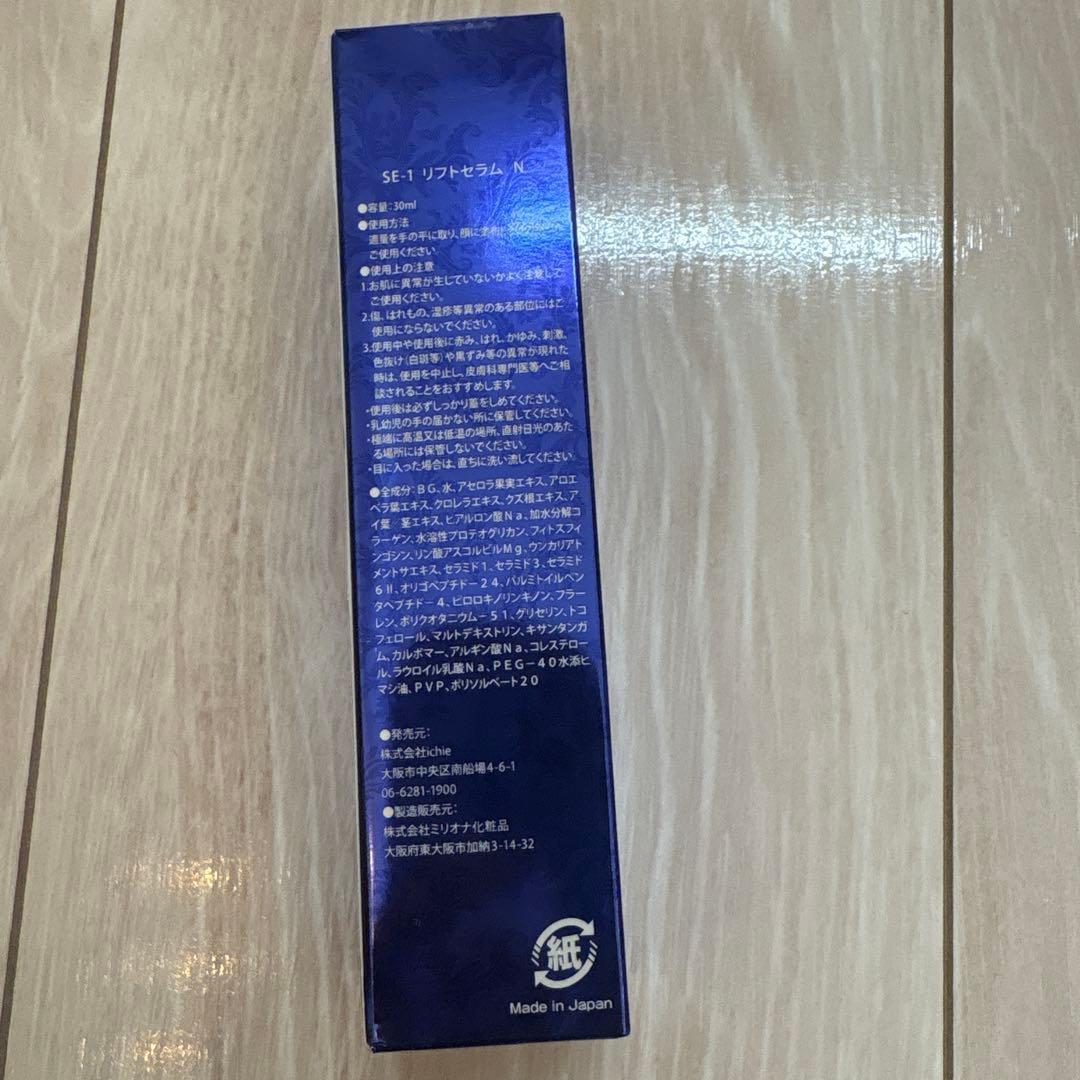 SE-1 リフトセラム N
●容量:30ml
●使用方法
適量を手の平に取り、顔に
ご使用ください。
●使用上の注意
1.お肌に異常が生じていないかよく注意して
ご使用ください。
2.傷、はれもの、湿疹等異常のある部位にはご
使用にならないでください。
3.使用中や使用後に赤み、はれ、かゆみ、刺激、
色抜け(白斑等)や黒ずみ等の異常が現れた
時は、使用を中止し、皮膚科専門医等へご相
談されることをおすすめします。
・使用後は必ずしっかり蓋をしめてください。
・乳幼児の手の届かない所に保管してください。
・極端に高温又は低温の場所、直射日光のあた
る場所には保管しないでください。
・目に入った場合は、直ちに洗い流してください。
●全成分:BG、水、アセロラ果実エキス、アロエ
ベラ葉エキス、クロレラエキス、クズ根エキス、ア
イ葉/茎エキス、ヒアルロン酸Na、加水分解コ
ラーゲン、水溶性プロテオグリカン、フィトスフィ
ンゴシン、リン酸アスコルビルMg、ウンカリアト
メントサエキス、セラミド1、セラミド3、セラミド
6Ⅱ、オリゴペプチド-24、パルミトイルペン
タペプチド-4、ピロロキノリンキノン、フラー
レン、ポリクオタニウム-51、グリセリン、トコ
フェロール、マルトデキストリン、キサンタンガ
ム、カルボマー、アルギン酸Na、コレステロー
ル、ラウロイル乳酸Na、PEG-40水添ヒ
マシ油、PVP、ポリソルベート20
●発売元:
株式会社ichie
大阪市中央区南船場4-6-1
06-6281-1900
●製造販売元:
株式会社ミリオナ化粧品
大阪府東大阪市加納3-14-32
紙
Made in Japan